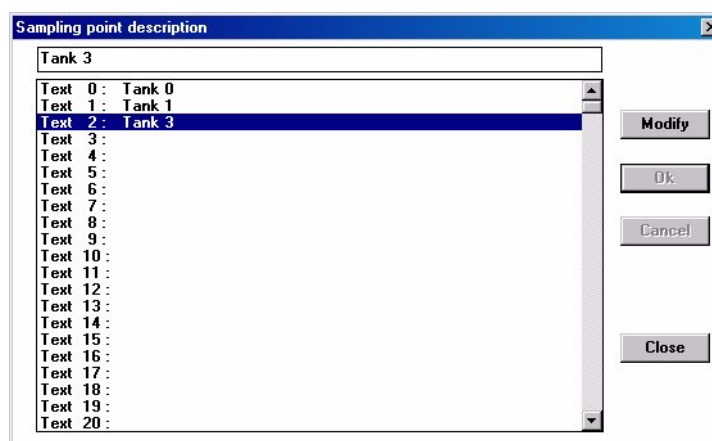 Sampling point description
Tank 3
Text 0 : Tank 0
Text 1 : Tank 1
Text 2 : Tank 3
Text 3 :
Text 4 :
Text 5 :
Text 6 :
Text 7 :
Text 8 :
Text 9 :
Text 10 :
Text 11 :
Text 12 :
Text 13 :
Text 14 :
Text 15 :
Text 16 :
Text 17 :
Text 18 :
Text 19 :
Text 20 :
Modify
Ok
Cancel
Close